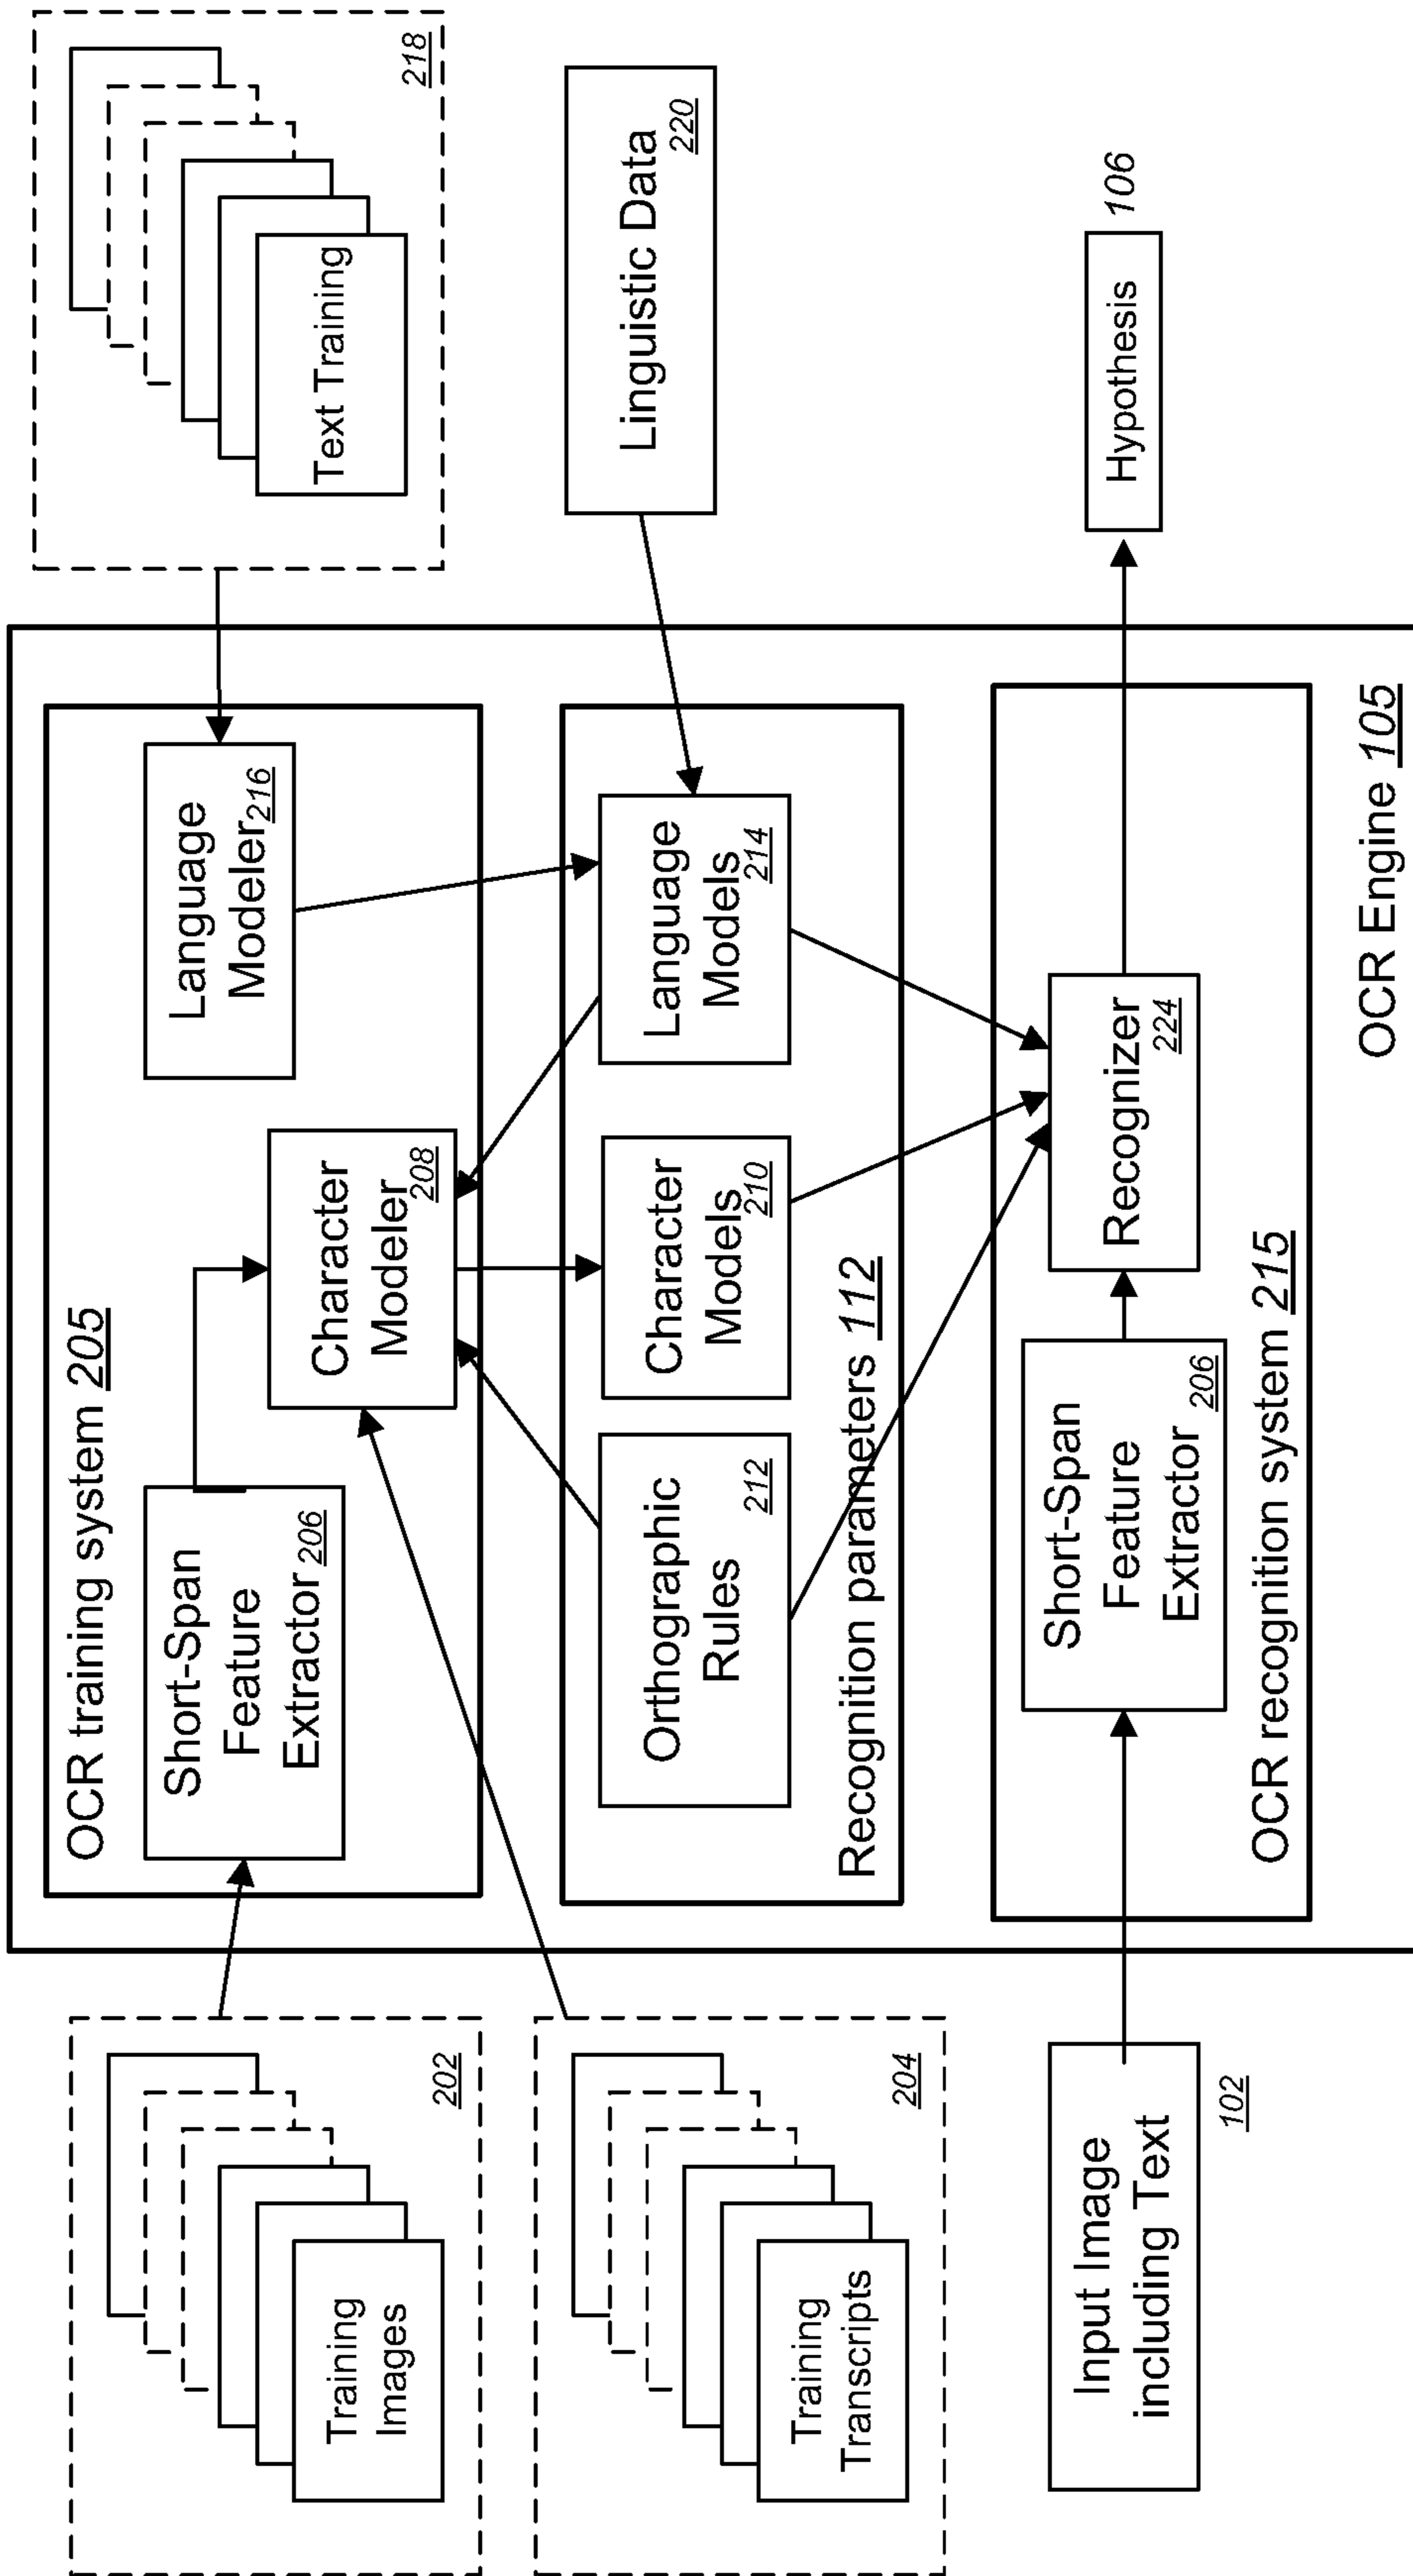 Training
Images
202
Training
Transcripts
204
Input Image
including Text
102
OCR training system 205
Short-Span
Feature
Extractor 206
Character
Modeler
208
Language
Modeler 216
Orthographic
Rules
212
Character
Models
210
Language
Models
214
Recognition parameters 112
Short-Span
Feature
Extractor
206
Recognizer
224
OCR recognition system 215
OCR Engine 105
Text Training
218
Linguistic Data
220
Hypothesis
106